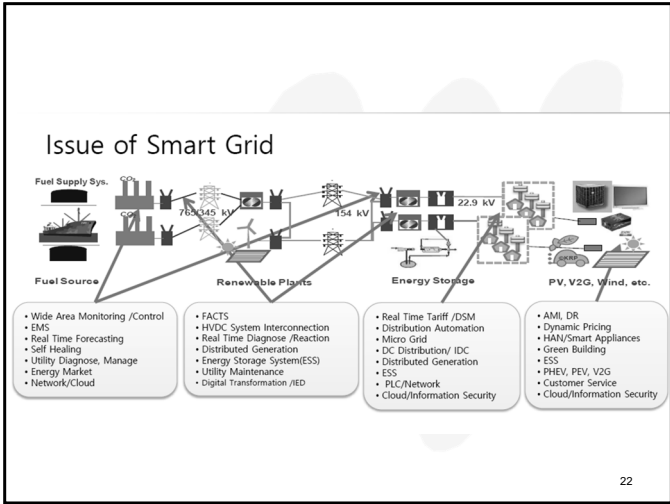 Issue of Smart Grid
Fuel Supply Sys.
CO₂
CO₂
765/345 kV
154 kV
22.9 kV
Fuel Source
Renewable Plants
Energy Storage
PV, V2G, Wind, etc.
• Wide Area Monitoring /Control
• EMS
• Real Time Forecasting
• Self Healing
• Utility Diagnose, Manage
• Energy Market
• Network/Cloud
• FACTS
• HVDC System Interconnection
• Real Time Diagnose /Reaction
• Distributed Generation
• Energy Storage System(ESS)
• Utility Maintenance
• Digital Transformation /IED
• Real Time Tariff /DSM
• Distribution Automation
• Micro Grid
• DC Distribution/ IDC
• Distributed Generation
• ESS
• PLC/Network
• Cloud/Information Security
• AMI, DR
• Dynamic Pricing
• HAN/Smart Appliances
• Green Building
• ESS
• PHEV, PEV, V2G
• Customer Service
• Cloud/Information Security
22